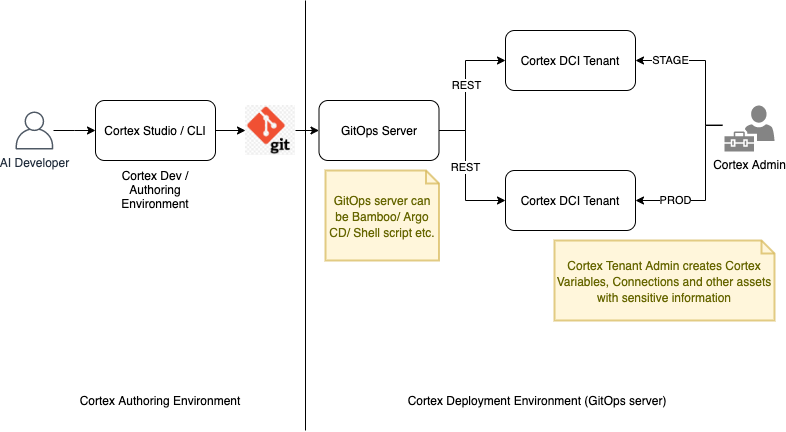 Cortex DCI Tenant
STAGE
REST
AI Developer
Cortex Studio / CLI
git
GitOps Server
Cortex Admin
Cortex Dev /
Authoring
Environment
REST
Cortex DCI Tenant
PROD
GitOps server can
be Bamboo/ Argo
CD/ Shell script etc.
Cortex Tenant Admin creates Cortex
Variables, Connections and other assets
with sensitive information
Cortex Authoring Environment
Cortex Deployment Environment (GitOps server)